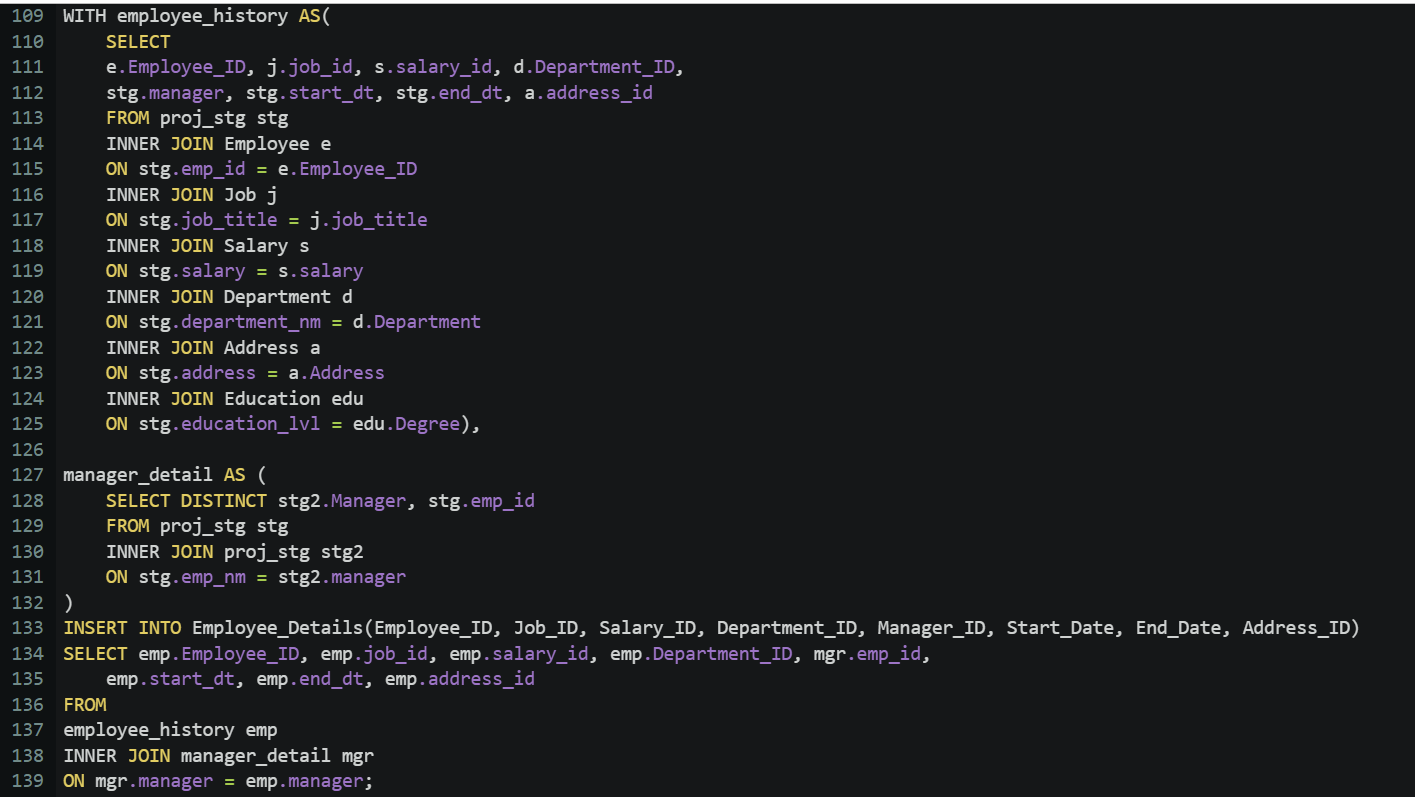 109 WITH employee_history AS(
110     SELECT
111     e.Employee_ID, j.job_id, s.salary_id, d.Department_ID,
112     stg.manager, stg.start_dt, stg.end_dt, a.address_id
113     FROM proj_stg stg
114     INNER JOIN Employee e
115     ON stg.emp_id = e.Employee_ID
116     INNER JOIN Job j
117     ON stg.job_title = j.job_title
118     INNER JOIN Salary s
119     ON stg.salary = s.salary
120     INNER JOIN Department d
121     ON stg.department_nm = d.Department
122     INNER JOIN Address a
123     ON stg.address = a.Address
124     INNER JOIN Education edu
125     ON stg.education_lvl = edu.Degree),
126
127 manager_detail AS (
128     SELECT DISTINCT stg2.Manager, stg.emp_id
129     FROM proj_stg stg
130     INNER JOIN proj_stg stg2
131     ON stg.emp_nm = stg2.manager
132 )
133 INSERT INTO Employee_Details(Employee_ID, Job_ID, Salary_ID, Department_ID, Manager_ID, Start_Date, End_Date, Address_ID)
134 SELECT emp.Employee_ID, emp.job_id, emp.salary_id, emp.Department_ID, mgr.emp_id,
135     emp.start_dt, emp.end_dt, emp.address_id
136 FROM
137 employee_history emp
138 INNER JOIN manager_detail mgr
139 ON mgr.manager = emp.manager;